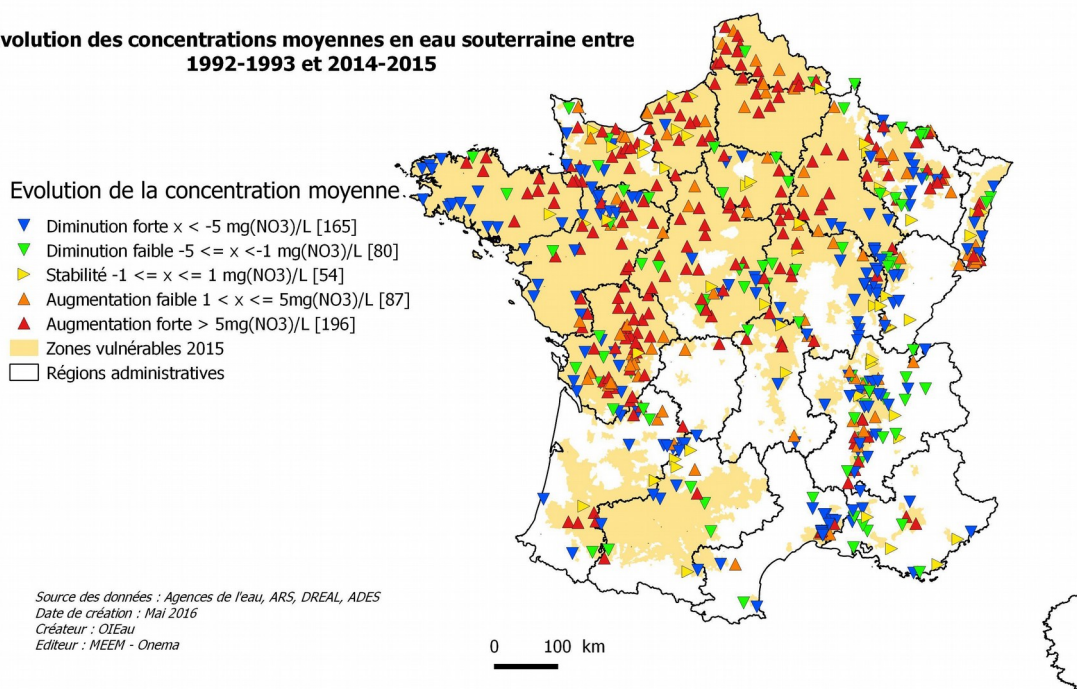 volution des concentrations moyennes en eau souterraine entre
1992-1993 et 2014-2015
Evolution de la concentration moyenne
Diminution forte x < -5 mg(NO3)/L [165]
Diminution faible -5 <= x <-1 mg(NO3)/L [80]
Stabilité -1 <= x <= 1 mg(NO3)/L [54]
Augmentation faible 1 < x <= 5mg(NO3)/L [87]
Augmentation forte > 5mg(NO3)/L [196]
Zones vulnérables 2015
Régions administratives
Source des données : Agences de l'eau, ARS, DREAL, ADES
Date de création : Mai 2016
Créateur : OIEau
Editeur : MEEM - Onema
0 100 km